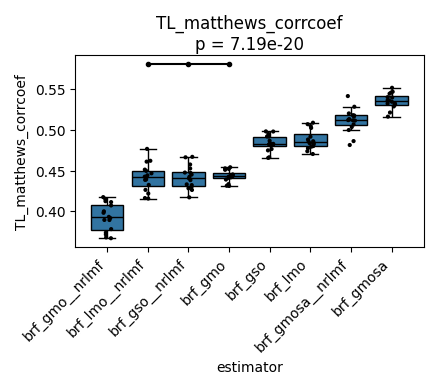 TL_matthews_corrcoef
p = 7.19e-20
TL_matthews_corrcoef
0.55
0.50
0.45
0.40
brf_gmo__nrlmf
brf_lmo__nrlmf
brf_gso__nrlmf
brf_gmo
brf_gso
brf_lmo
brf_gmosa__nrlmf
brf_gmosa
estimator